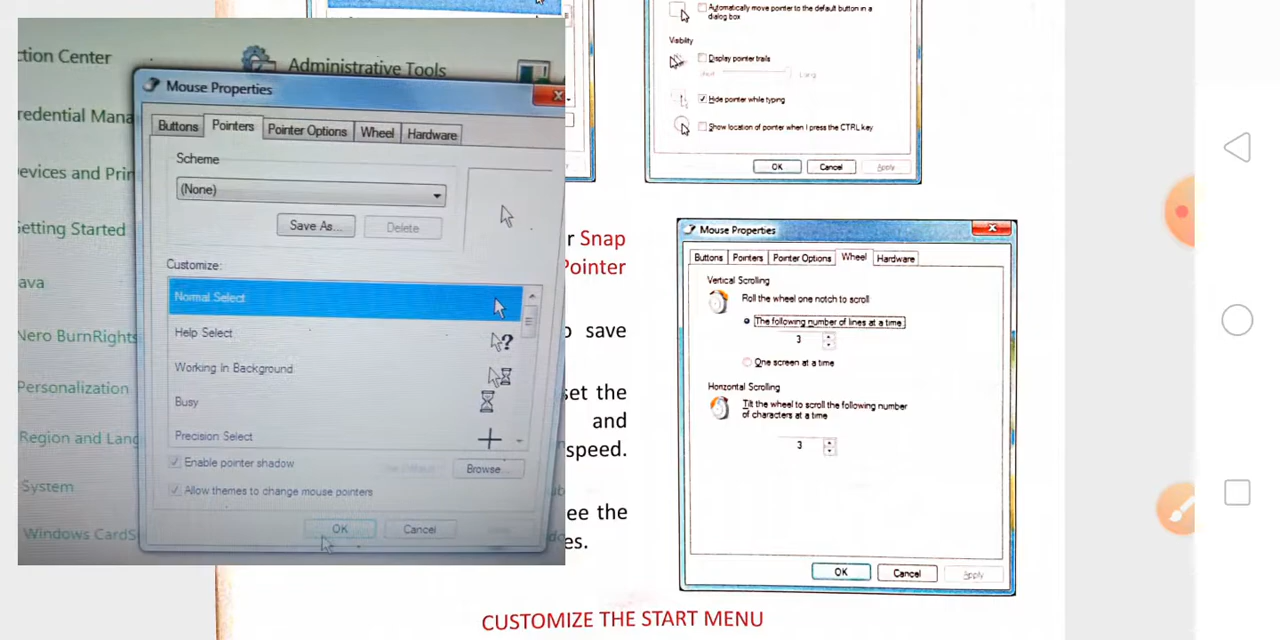 ction Center
Administrative Tools
redential Mana
evices and Prin
Getting Started
ava
Nero BurnRights
Personalization
Region and Lang
System
Windows CardS
Mouse Properties
Buttons Pointers Pointer Options Wheel Hardware
Scheme
(None)
Save As... Delete
Customize:
Normal Select
Help Select
Working In Background
Busy
Precision Select
Enable pointer shadow
Browse...
Allow themes to change mouse pointers
OK Cancel
Automatically move pointer to the default button in a
dialog box
Visibility
Display pointer trails
Long
Hide pointer while typing
Show location of pointer when I press the CTRL key
OK Cancel Apply
r Snap
Pointer
o save
set the
and
speed.
ee the
es.
Mouse Properties
Buttons Pointers Pointer Options Wheel Hardware
Vertical Scrolling
Roll the wheel one notch to scroll
The following number of lines at a time
3
One screen at a time
Horizontal Scrolling
Tilt the wheel to scroll the following number
of characters at a time
3
OK Cancel Apply
CUSTOMIZE THE START MENU